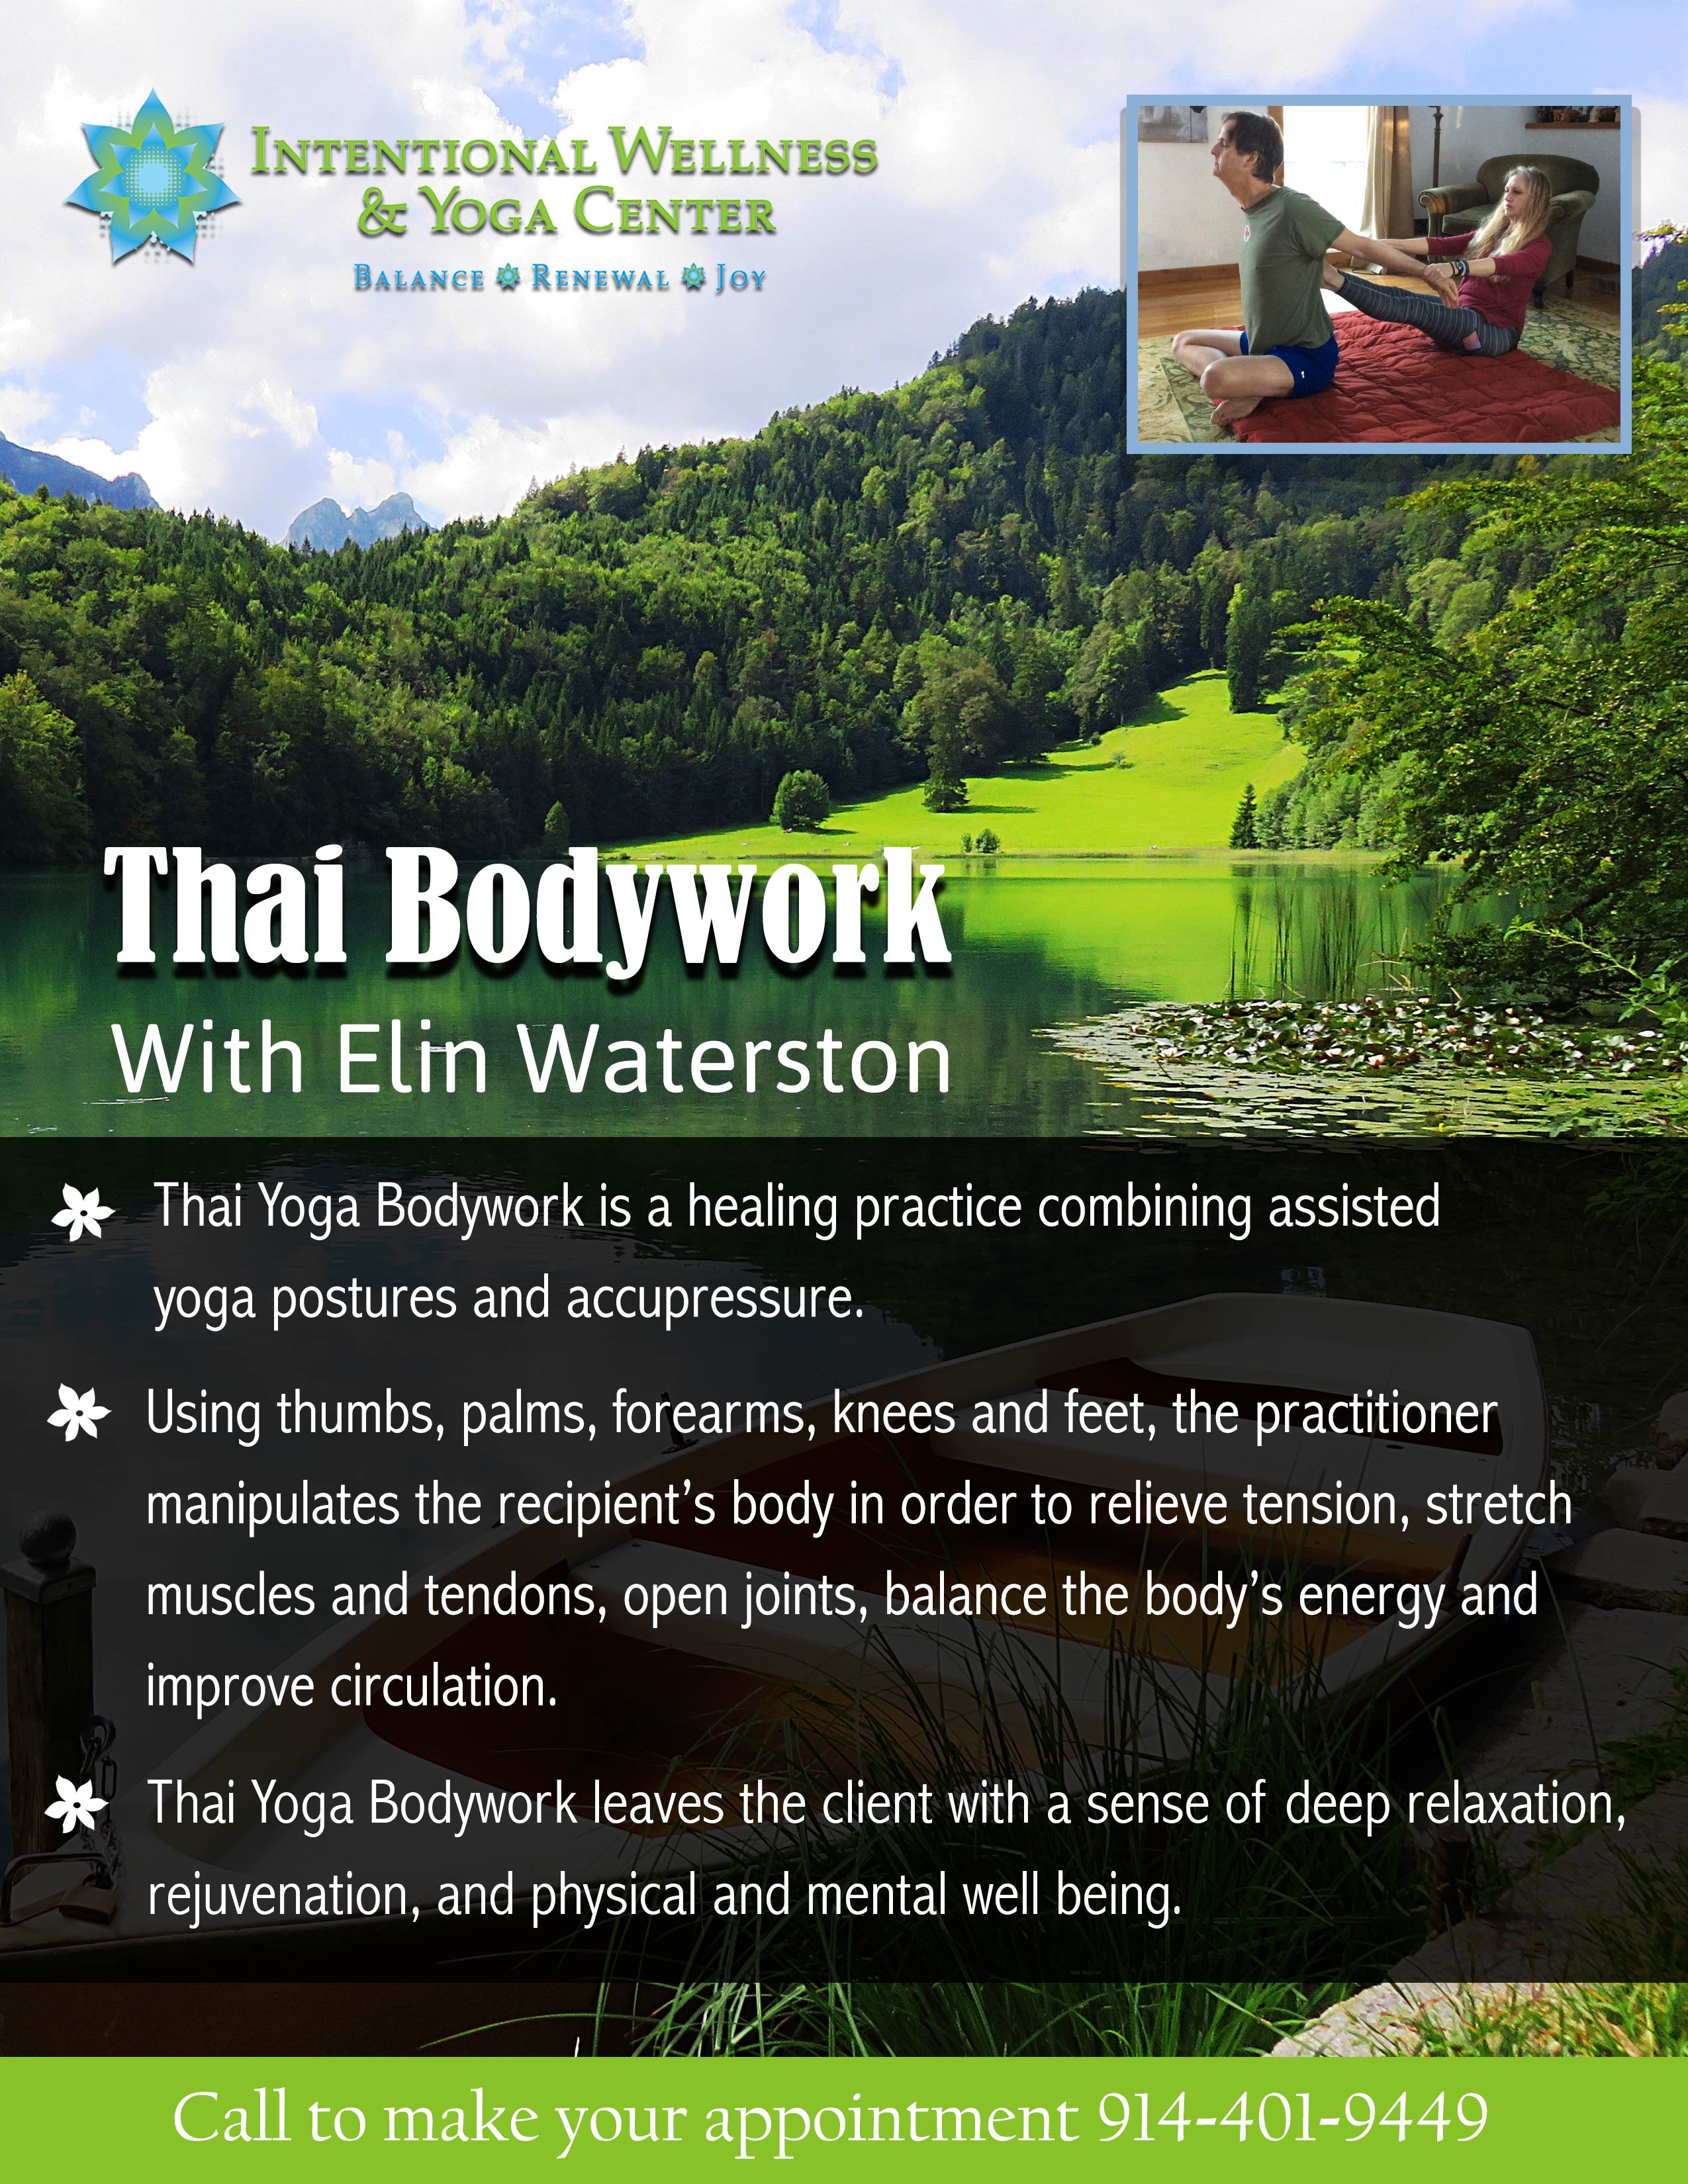 INTENTIONAL WELLNESS
& YOGA CENTER
BALANCE RENEWAL JOY
Thai Bodywork
With Elin Waterston
Thai Yoga Bodywork is a healing practice combining assisted
yoga postures and accupressure.
Using thumbs, palms, forearms, knees and feet, the practitioner
manipulates the recipient's body in order to relieve tension, stretch
muscles and tendons, open joints, balance the body's energy and
improve circulation.
Thai Yoga Bodywork leaves the client with a sense of deep relaxation,
rejuvenation, and physical and mental well being.
Call to make your appointment 914-401-9449